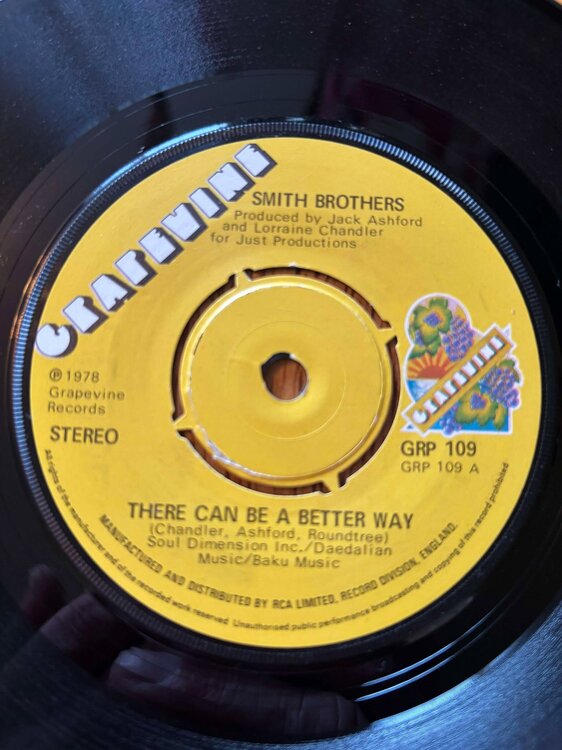 GRAPEVINE
SMITH BROTHERS
Produced by Jack Ashford
and Lorraine Chandler
for Just Productions
℗ 1978
Grapevine
Records
STEREO
GRAPEVINE
GRP 109
GRP 109 A
THERE CAN BE A BETTER WAY
(Chandler, Ashford, Roundtree)
Soul Dimension Inc./Daedalian
Music/Baku Music
MANUFACTURED AND DISTRIBUTED BY RCA LIMITED, RECORD DIVISION, ENGLAND.
All rights of the manufacturer and of the owner of the recorded work reserved. Unauthorised public performance broadcasting and copying of this record prohibited